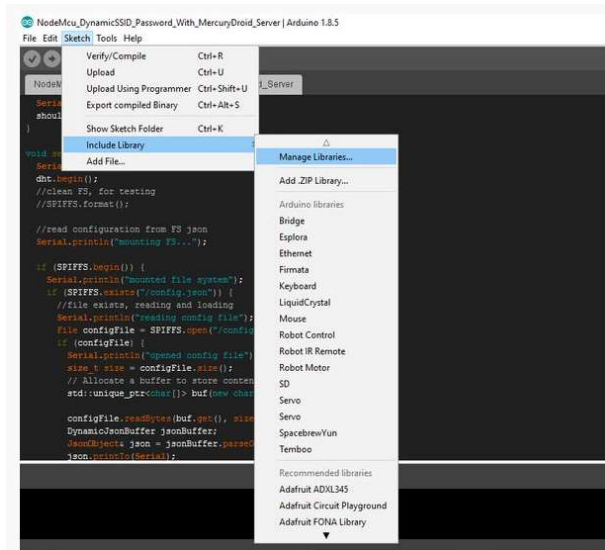 NodeMcu_DynamicSSID_Password_With_MercuryDroid_Server | Arduino 1.8.5
File Edit Sketch Tools Help
Verify/Compile Ctrl+R
Upload Ctrl+U
Upload Using Programmer Ctrl+Shift+U
Export compiled Binary Ctrl+Alt+S
Show Sketch Folder Ctrl+K
Include Library
Add File...
Manage Libraries...
Add .ZIP Library...
Arduino libraries
Bridge
Esplora
Ethernet
Firmata
Keyboard
LiquidCrystal
Mouse
Robot Control
Robot IR Remote
Robot Motor
SD
Servo
Servo
SpacebrewYun
Temboo
Recommended libraries
Adafruit ADXL345
Adafruit Circuit Playground
Adafruit FONA Library
NodeM
d_Server
Seria
shoul
}
void se
Seria
dht.begin();
//clean FS, for testing
//SPIFFS.format();
//read configuration from FS json
Serial.println("mounting FS...");
if (SPIFFS.begin()) {
Serial.println("mounted file system");
if (SPIFFS.exists("/config.json")) {
//file exists, reading and loading
Serial.println("reading config file");
File configFile = SPIFFS.open("/config
if (configFile) {
Serial.println("opened config file")
size_t size = configFile.size();
// Allocate a buffer to store conten
std::unique_ptr<char[]> buf(new char
configFile.readBytes(buf.get(), size
DynamicJsonBuffer jsonBuffer;
JsonObject& json = jsonBuffer.parseO
json.printTo(Serial);